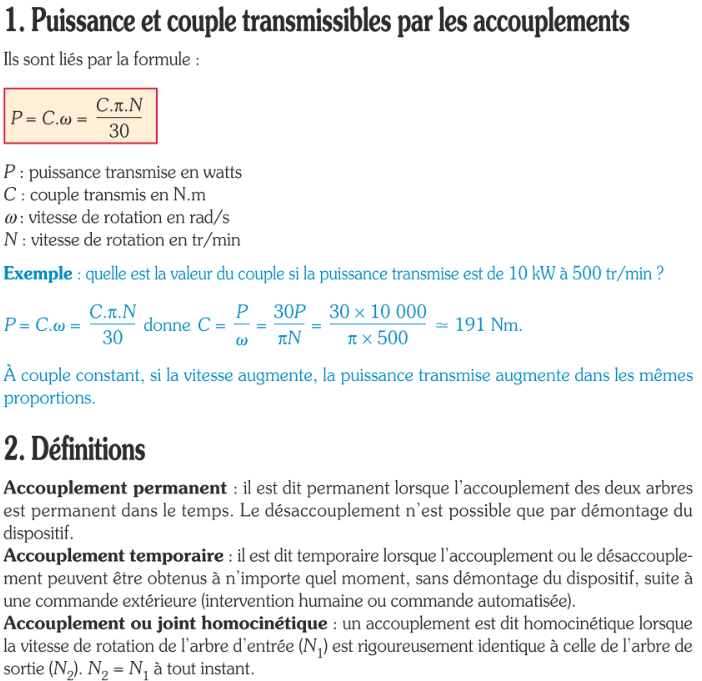 1. Puissance et couple transmissibles par les accouplements
Ils sont liés par la formule :
P = C.ω = C.π.N / 30
P : puissance transmise en watts
C : couple transmis en N.m
ω : vitesse de rotation en rad/s
N : vitesse de rotation en tr/min
Exemple : quelle est la valeur du couple si la puissance transmise est de 10 kW à 500 tr/min ?
P = C.ω = C.π.N / 30 donne C = P / ω = 30P / πN = 30 × 10 000 / π × 500 ≃ 191 Nm.
À couple constant, si la vitesse augmente, la puissance transmise augmente dans les mêmes
proportions.
2. Définitions
Accouplement permanent : il est dit permanent lorsque l'accouplement des deux arbres
est permanent dans le temps. Le désaccouplement n'est possible que par démontage du
dispositif.
Accouplement temporaire : il est dit temporaire lorsque l'accouplement ou le désaccouple-
ment peuvent être obtenus à n'importe quel moment, sans démontage du dispositif, suite à
une commande extérieure (intervention humaine ou commande automatisée).
Accouplement ou joint homocinétique : un accouplement est dit homocinétique lorsque
la vitesse de rotation de l'arbre d'entrée (N₁) est rigoureusement identique à celle de l'arbre de
sortie (N₂). N₂ = N₁ à tout instant.